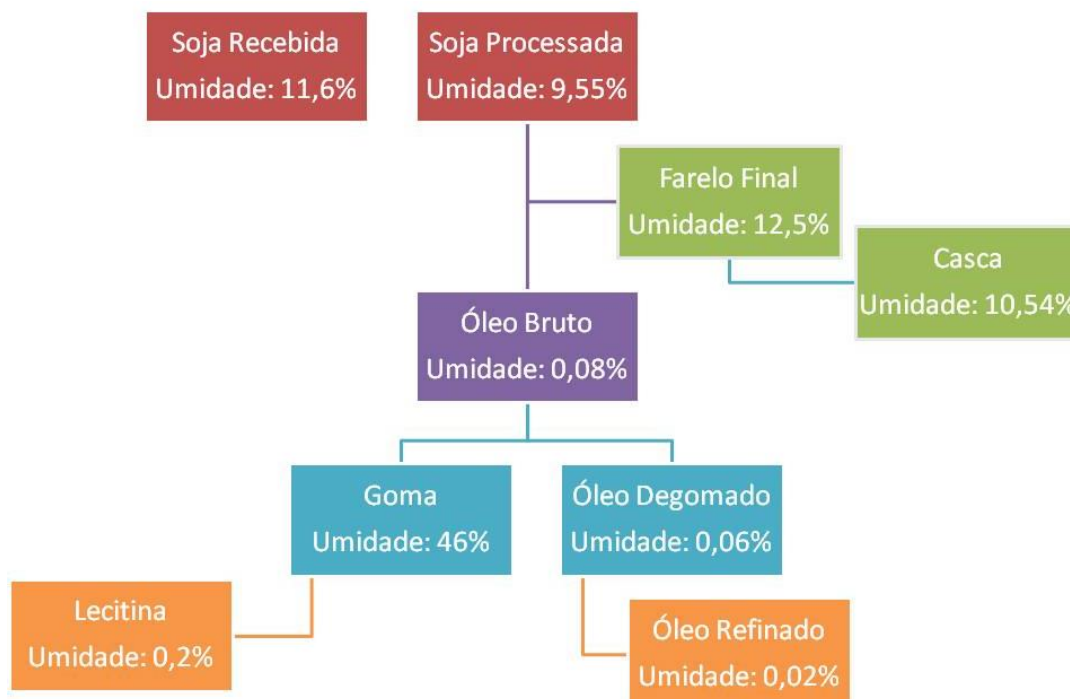 Soja Recebida
Umidade: 11,6%
Soja Processada
Umidade: 9,55%
Farelo Final
Umidade: 12,5%
Casca
Umidade: 10,54%
Óleo Bruto
Umidade: 0,08%
Goma
Umidade: 46%
Óleo Degomado
Umidade: 0,06%
Lecitina
Umidade: 0,2%
Óleo Refinado
Umidade: 0,02%